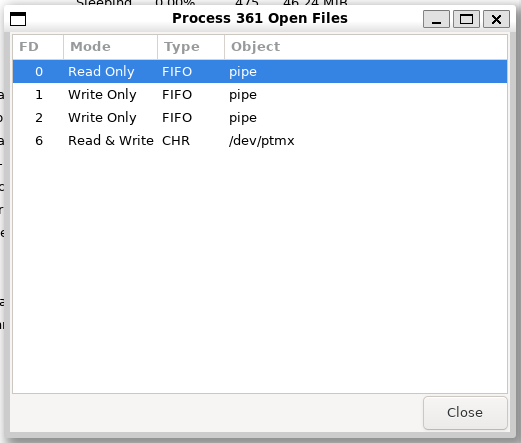 Sleeping 0.00% 475 46.24 MiB
Process 361 Open Files
FD Mode Type Object
0 Read Only FIFO pipe
1 Write Only FIFO pipe
2 Write Only FIFO pipe
6 Read & Write CHR /dev/ptmx
Close